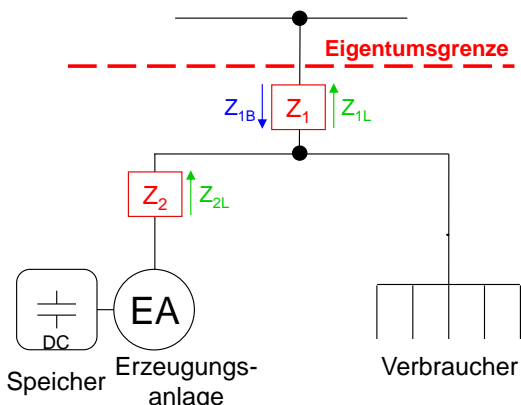 Eigentumsgrenze
Z1B
Z1
Z1L
Z2
Z2L
EA
DC
Speicher
Erzeugungs-
anlage
Verbraucher